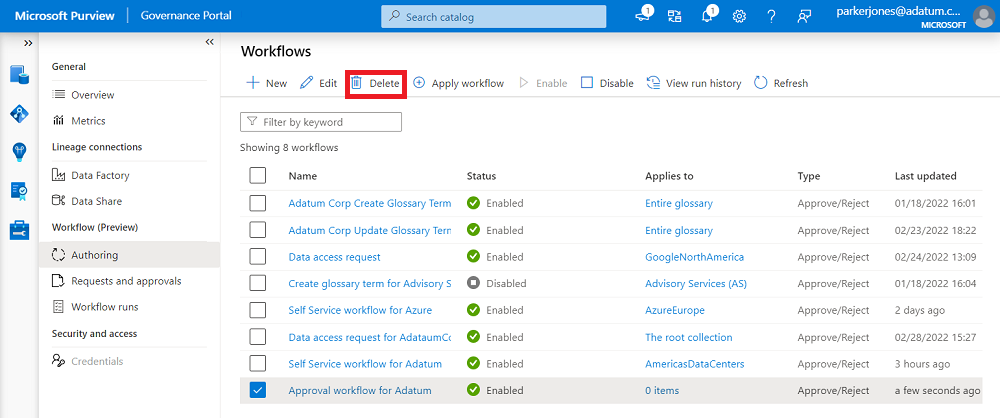 Microsoft Purview | Governance Portal
Search catalog
1
1
parkerjones@adatum.c...
MICROSOFT
General
Overview
Metrics
Lineage connections
Data Factory
Data Share
Workflow (Preview)
Authoring
Requests and approvals
Workflow runs
Security and access
Credentials
Workflows
New Edit Delete Apply workflow Enable Disable View run history Refresh
Filter by keyword
Showing 8 workflows
Name Status Applies to Type Last updated
Adatum Corp Create Glossary Term Enabled Entire glossary Approve/Reject 01/18/2022 16:01
Adatum Corp Update Glossary Tern Enabled Entire glossary Approve/Reject 02/23/2022 18:22
Data access request Enabled GoogleNorthAmerica Approve/Reject 02/24/2022 13:09
Create glossary term for Advisory S Disabled Advisory Services (AS) Approve/Reject 01/18/2022 16:04
Self Service workflow for Azure Enabled AzureEurope Approve/Reject 2 days ago
Data access request for AdataumCo Enabled The root collection Approve/Reject 02/28/2022 15:27
Self Service workflow for Adatum Enabled AmericasDataCenters Approve/Reject 3 hours ago
Approval workflow for Adatum Enabled 0 items Approve/Reject a few seconds ago